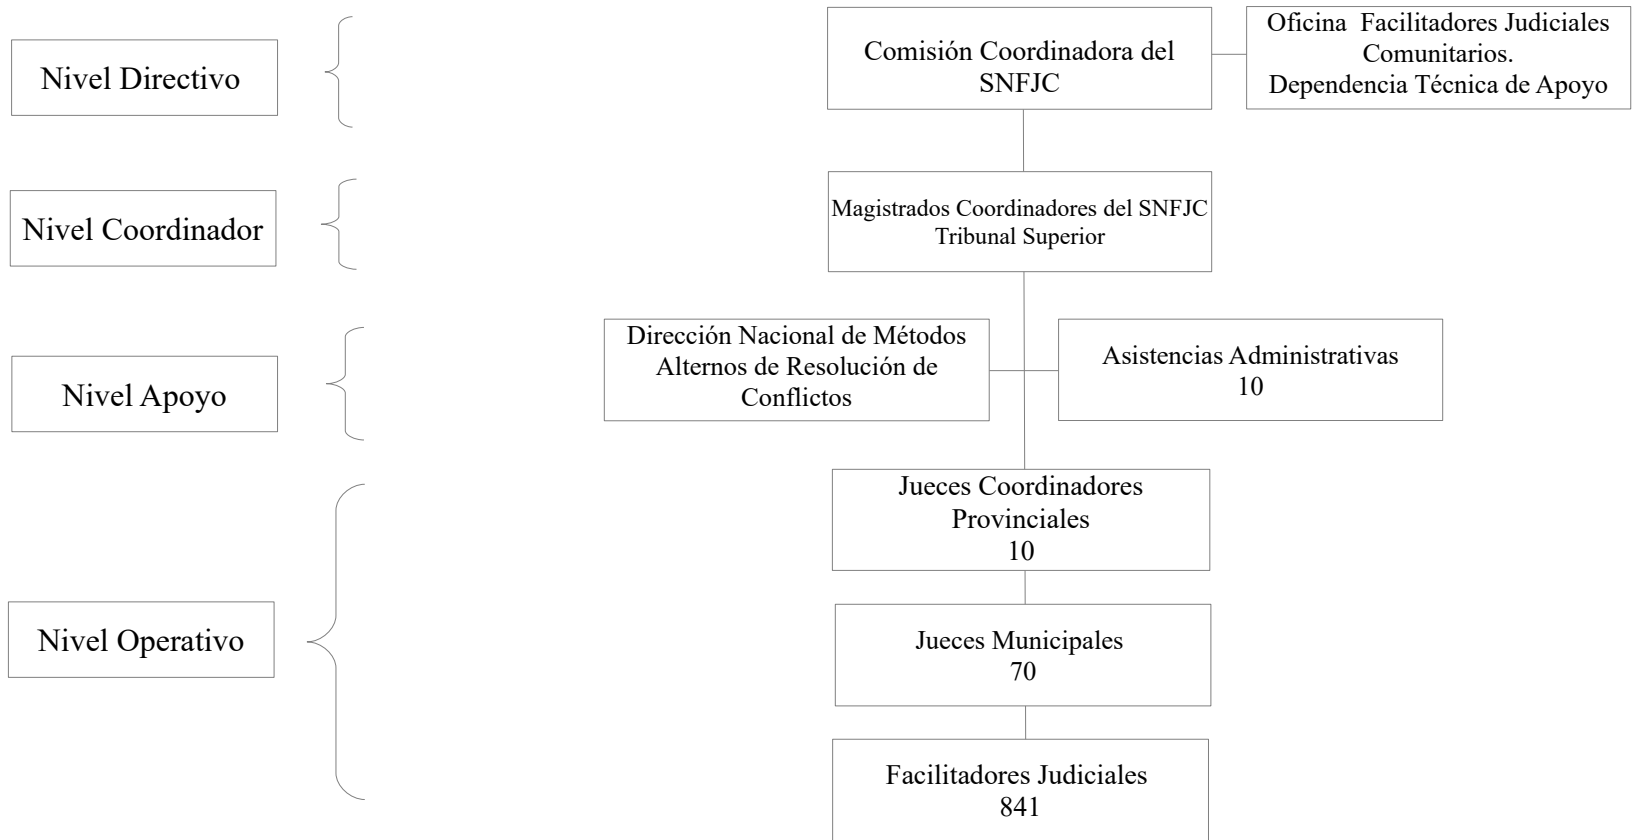 Nivel Directivo
Comisión Coordinadora del
SNFJC
Oficina  Facilitadores Judiciales
Comunitarios.
Dependencia Técnica de Apoyo
Nivel Coordinador
Magistrados Coordinadores del SNFJC
Tribunal Superior
Nivel Apoyo
Dirección Nacional de Métodos
Alternos de Resolución de
Conflictos
Asistencias Administrativas
10
Nivel Operativo
Jueces Coordinadores
Provinciales
10
Jueces Municipales
70
Facilitadores Judiciales
841